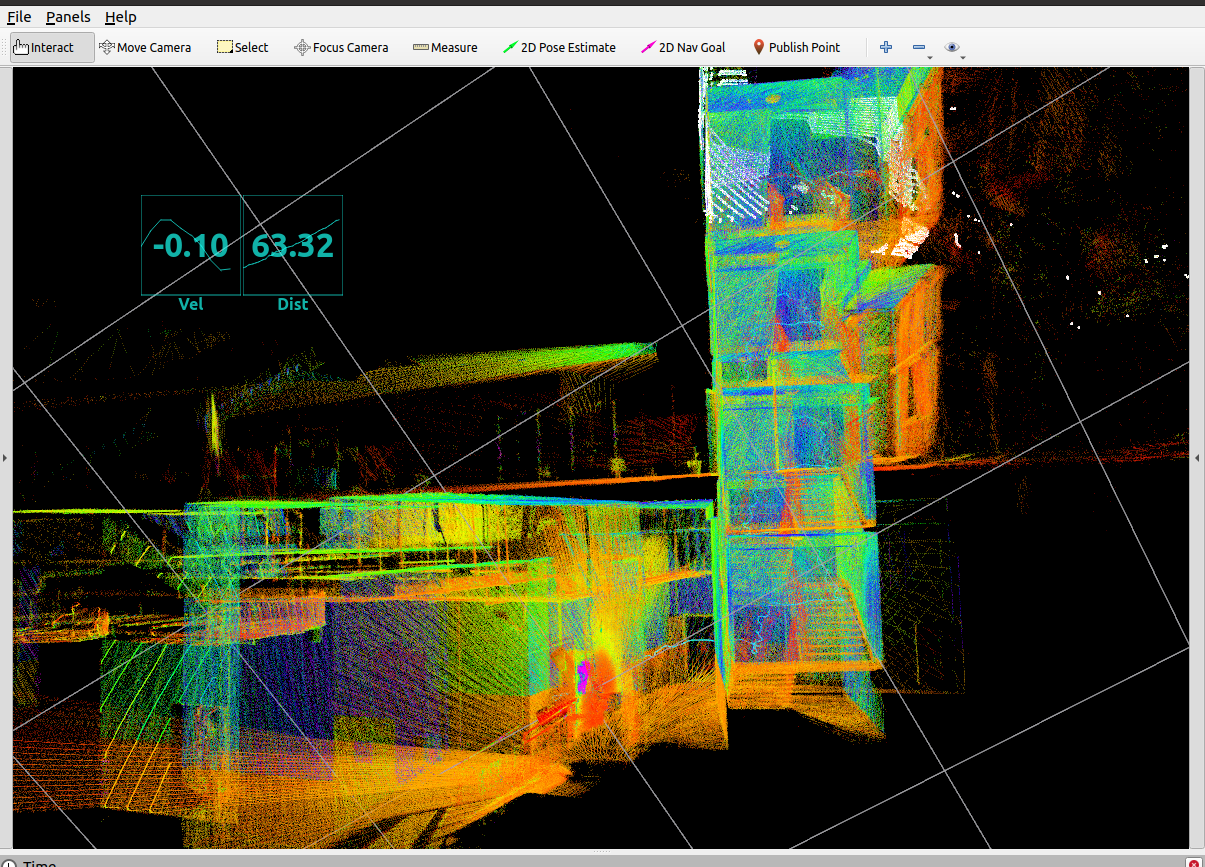 File Panels Help
Interact Move Camera Select Focus Camera Measure 2D Pose Estimate 2D Nav Goal Publish Point
-0.10 63.32
Vel Dist
Time